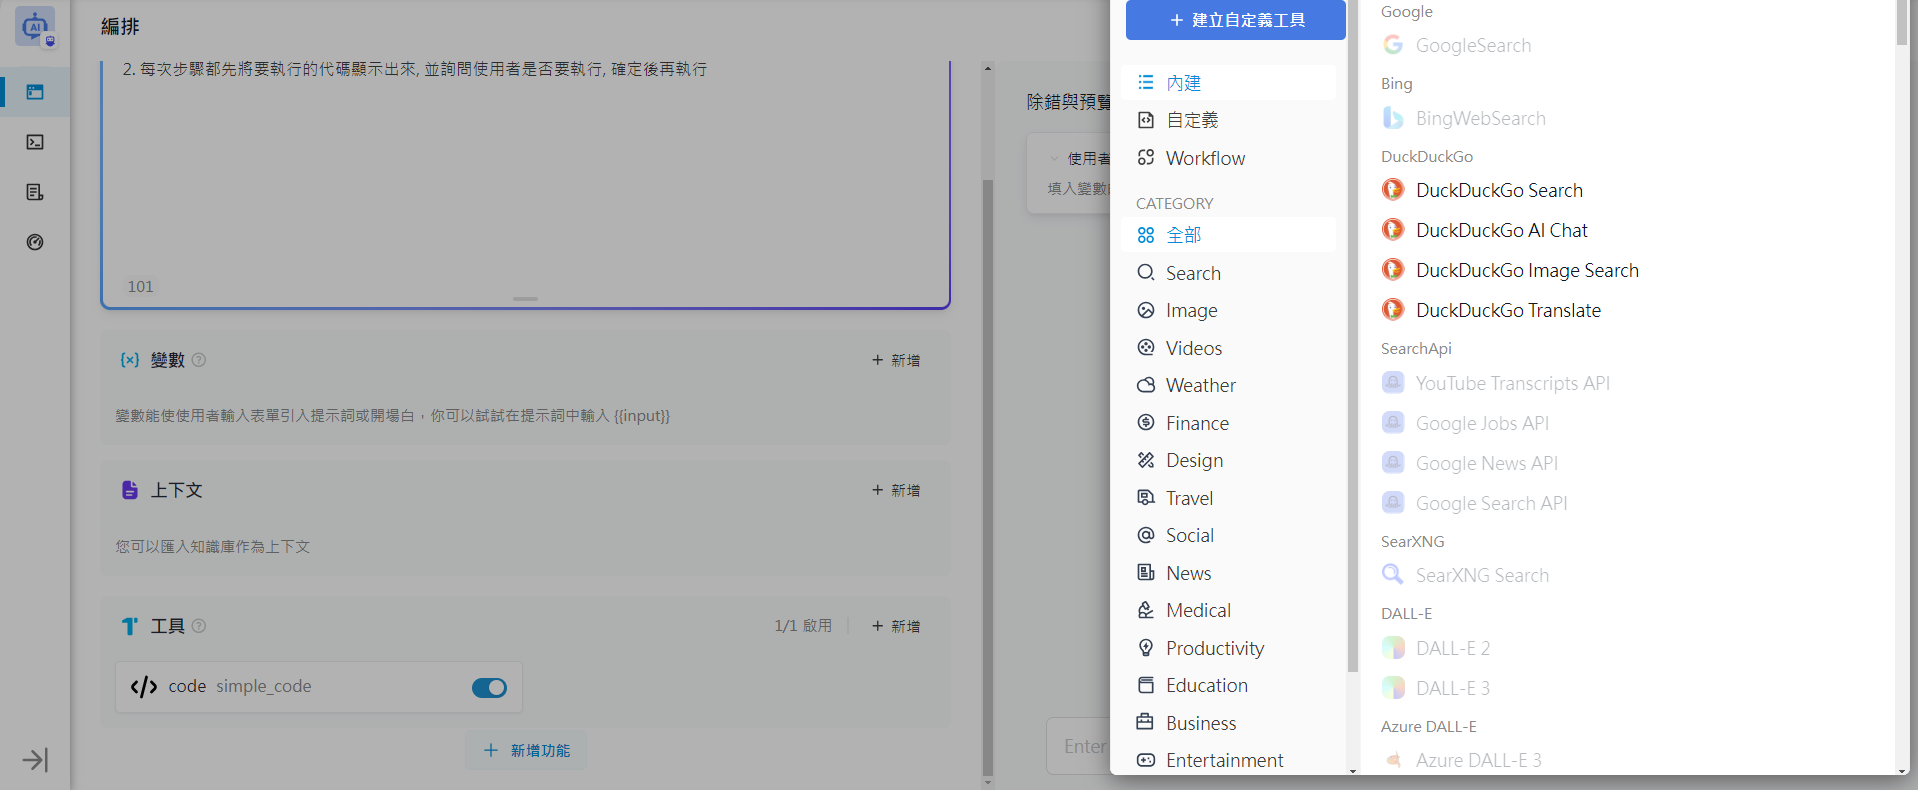 AI
編排
2. 每次步驟都先將要執行的代碼顯示出來, 並詢問使用者是否要執行, 確定後再執行
101
變數
+ 新增
變數能使使用者輸入表單引入提示詞或開場白，你可以試試在提示詞中輸入 {{input}}
上下文
+ 新增
您可以匯入知識庫作為上下文
工具
1/1 啟用
+ 新增
code simple_code
+ 新增功能
除錯與預覽
使用者
填入變數
Enter
+ 建立自定義工具
內建
自定義
Workflow
CATEGORY
全部
Search
Image
Videos
Weather
Finance
Design
Travel
Social
News
Medical
Productivity
Education
Business
Entertainment
Google
GoogleSearch
Bing
BingWebSearch
DuckDuckGo
DuckDuckGo Search
DuckDuckGo AI Chat
DuckDuckGo Image Search
DuckDuckGo Translate
SearchApi
YouTube Transcripts API
Google Jobs API
Google News API
Google Search API
SearXNG
SearXNG Search
DALL-E
DALL-E 2
DALL-E 3
Azure DALL-E
Azure DALL-E 3